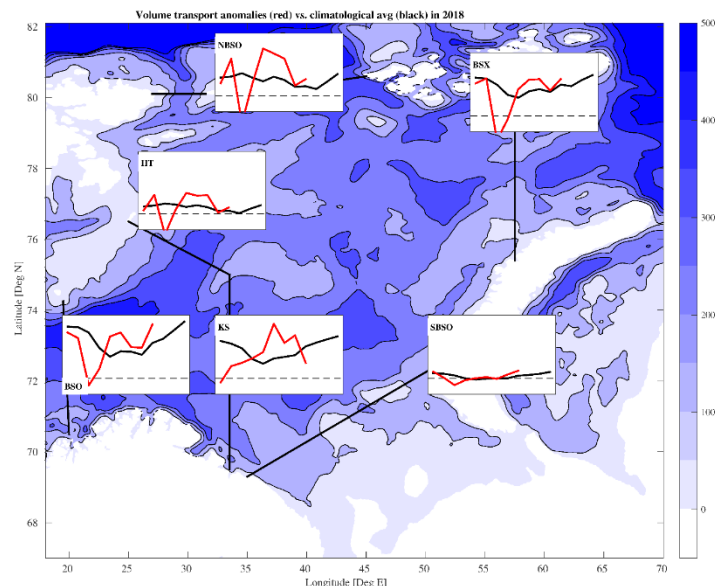 Volume transport anomalies (red) vs. climatological avg (black) in 2018
82
80
78
76
74
72
70
68
Latitude [Deg N]
NBSO
BSX
HT
BSO
KS
SBSO
20
25
30
35
40
45
50
55
60
65
70
Longitude [Deg E]
500
400
300
200
100
0